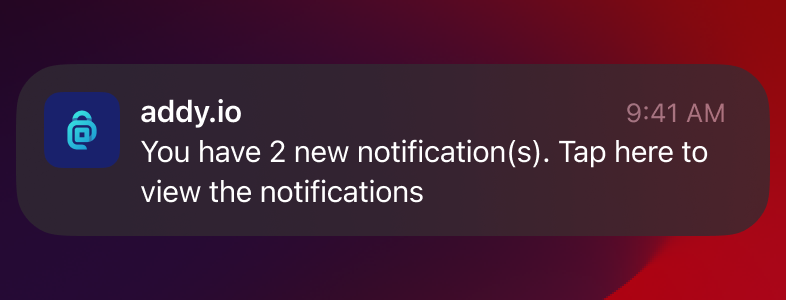 addy.io
9:41 AM
You have 2 new notification(s). Tap here to
view the notifications